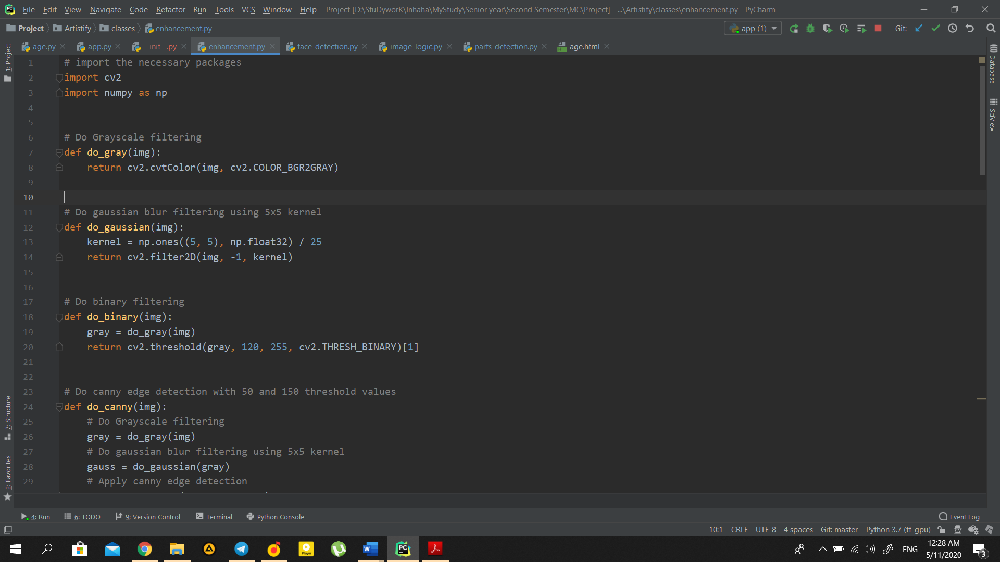 File Edit View Navigate Code Refactor Run Tools VCS Window Help Project [D:\StuDyworK\Inhaha\MyStudy\Senior year\Second Semester\MC\Project] - ...\Artistify\classes\enhancement.py - PyCharm
Project Artistify classes enhancement.py app (1) Git:
age.py app.py __init__.py enhancement.py face_detection.py image_logic.py parts_detection.py age.html
1: Project
Database
SciView
7: Structure
2: Favorites
1 # import the necessary packages
2 import cv2
3 import numpy as np
4
5
6 # Do Grayscale filtering
7 def do_gray(img):
8 return cv2.cvtColor(img, cv2.COLOR_BGR2GRAY)
9
10
11 # Do gaussian blur filtering using 5x5 kernel
12 def do_gaussian(img):
13 kernel = np.ones((5, 5), np.float32) / 25
14 return cv2.filter2D(img, -1, kernel)
15
16
17 # Do binary filtering
18 def do_binary(img):
19 gray = do_gray(img)
20 return cv2.threshold(gray, 120, 255, cv2.THRESH_BINARY)[1]
21
22
23 # Do canny edge detection with 50 and 150 threshold values
24 def do_canny(img):
25 # Do Grayscale filtering
26 gray = do_gray(img)
27 # Do gaussian blur filtering using 5x5 kernel
28 gauss = do_gaussian(gray)
29 # Apply canny edge detection
4: Run 6: TODO 9: Version Control Terminal Python Console Event Log
10:1 CRLF UTF-8 4 spaces Git: master Python 3.7 (tf-gpu)
ENG 12:28 AM
5/11/2020 3